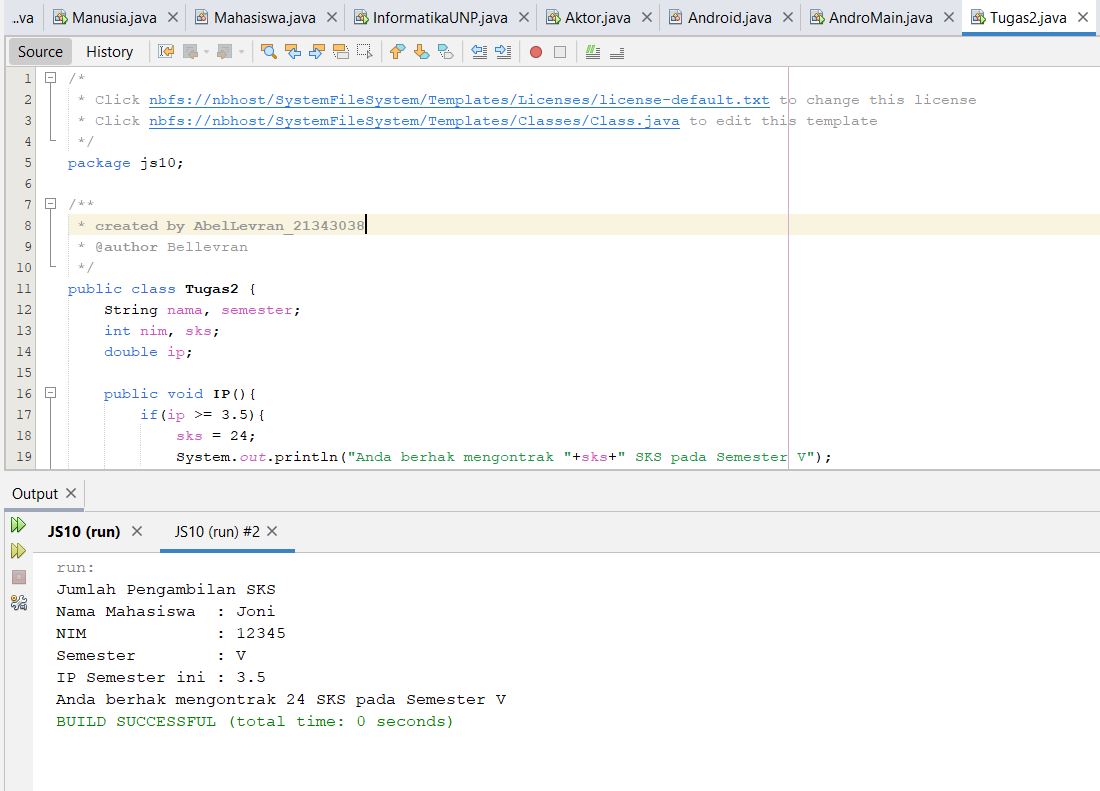 ...va Manusia.java Mahasiswa.java InformatikaUNP.java Aktor.java Android.java AndroMain.java Tugas2.java
Source History
1 /*
2  * Click nbfs://nbhost/SystemFileSystem/Templates/Licenses/license-default.txt to change this license
3  * Click nbfs://nbhost/SystemFileSystem/Templates/Classes/Class.java to edit this template
4  */
5 package js10;
6
7 /**
8  * created by AbelLevran_21343038
9  * @author Bellevran
10  */
11 public class Tugas2 {
12     String nama, semester;
13     int nim, sks;
14     double ip;
15
16     public void IP(){
17         if(ip >= 3.5){
18             sks = 24;
19             System.out.println("Anda berhak mengontrak "+sks+" SKS pada Semester V");
Output
JS10 (run) JS10 (run) #2
run:
Jumlah Pengambilan SKS
Nama Mahasiswa  : Joni
NIM             : 12345
Semester        : V
IP Semester ini : 3.5
Anda berhak mengontrak 24 SKS pada Semester V
BUILD SUCCESSFUL (total time: 0 seconds)